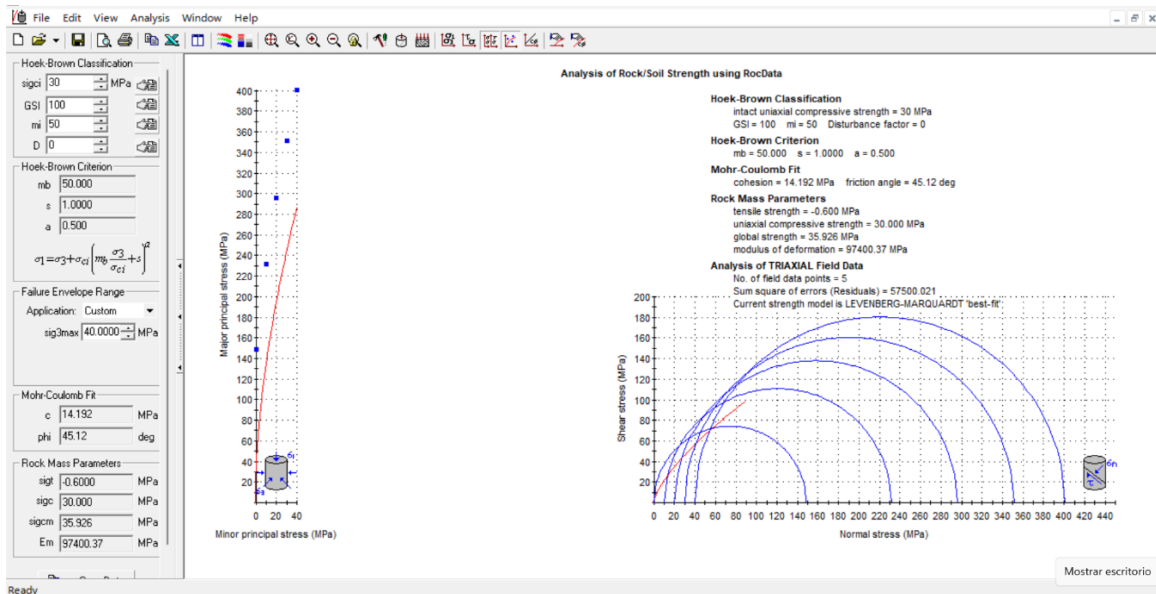 File Edit View Analysis Window Help
Hoek-Brown Classification
sigci 30 MPa
GSI 100
mi 50
D 0
Hoek-Brown Criterion
mb 50.000
s 1.0000
a 0.500
σ1=σ3+σci(mb σ3/σci+s)^a
Failure Envelope Range
Application: Custom
sig3max 40.0000 MPa
Mohr-Coulomb Fit
c 14.192 MPa
phi 45.12 deg
Rock Mass Parameters
sigt -0.6000 MPa
sigc 30.000 MPa
sigcm 35.926 MPa
Em 97400.37 MPa
Ready
Analysis of Rock/Soil Strength using RocData
Hoek-Brown Classification
intact uniaxial compressive strength = 30 MPa
GSI = 100 mi = 50 Disturbance factor = 0
Hoek-Brown Criterion
mb = 50.000 s = 1.0000 a = 0.500
Mohr-Coulomb Fit
cohesion = 14.192 MPa friction angle = 45.12 deg
Rock Mass Parameters
tensile strength = -0.600 MPa
uniaxial compressive strength = 30.000 MPa
global strength = 35.926 MPa
modulus of deformation = 97400.37 MPa
Analysis of TRIAXIAL Field Data
No. of field data points = 5
Sum square of errors (Residuals) = 57500.021
Current strength model is LEVENBERG-MARQUARDT 'best-fit'
Major principal stress (MPa)
400
380
360
340
320
300
280
260
240
220
200
180
160
140
120
100
80
60
40
20
σ1
σ3
0 20 40
Minor principal stress (MPa)
Shear stress (MPa)
200
180
160
140
120
100
80
60
40
20
σn
τ
0 20 40 60 80 100 120 140 160 180 200 220 240 260 280 300 320 340 360 380 400 420 440
Normal stress (MPa)
Mostrar escritorio